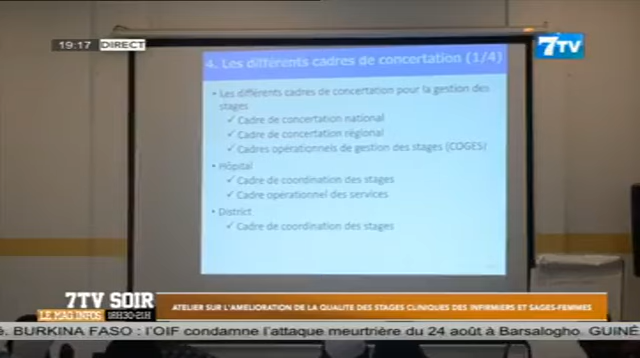 19:17 DIRECT
7TV
4. Les différents cadres de concertation (1/4)
• Les différents cadres de concertation pour la gestion des
stages
✓ Cadre de concertation national
✓ Cadre de concertation régional
✓ Cadres opérationnels de gestion des stages (COGES)
• Hôpital
✓ Cadre de coordination des stages
✓ Cadre opérationnel des services
• District
✓ Cadre de coordination des stages
7TV SOIR
LE MAG INFOS 18H30-21H
ATELIER SUR L'AMELIORATION DE LA QUALITE DES STAGES CLINIQUES DES INFIRMIERS ET SAGES-FEMMES
BURKINA FASO : l'OIF condamne l'attaque meurtrière du 24 août à Barsalogho. GUINÉ